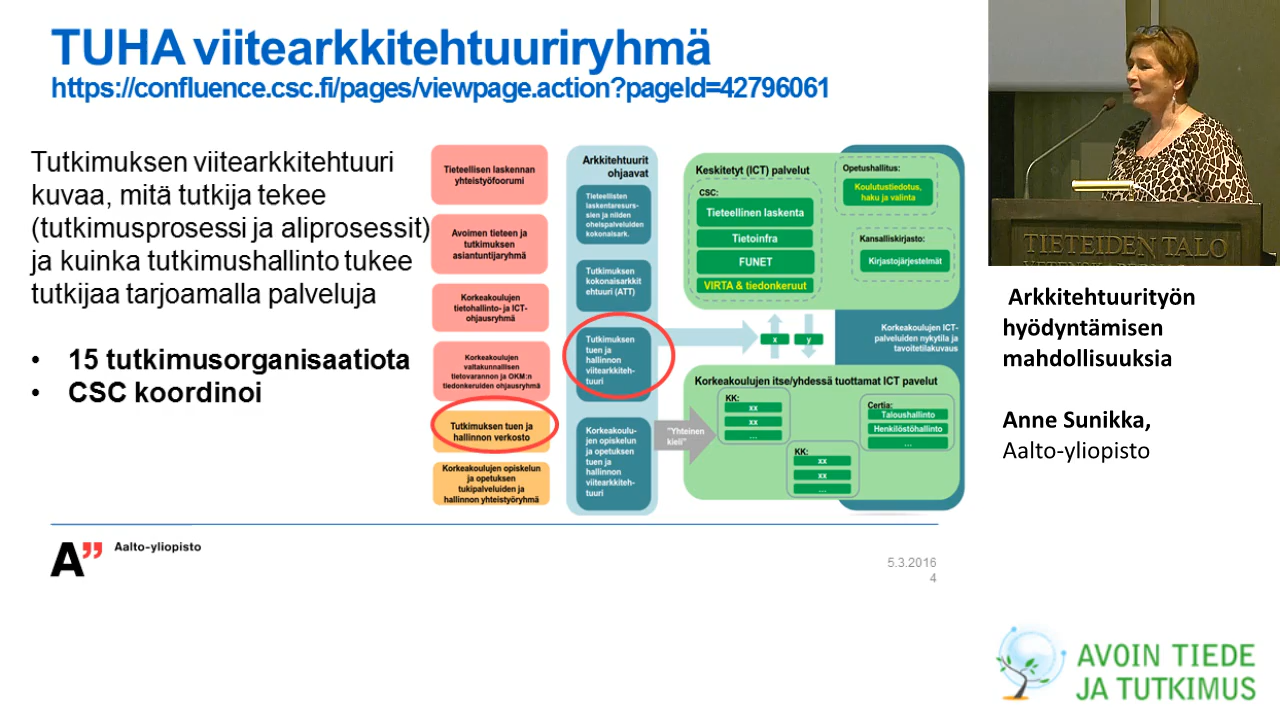 TUHA viitearkkitehtuuriryhmä
https://confluence.csc.fi/pages/viewpage.action?pageId=42796061
Tutkimuksen viitearkkitehtuuri
kuvaa, mitä tutkija tekee
(tutkimusprosessi ja aliprosessit)
ja kuinka tutkimushallinto tukee
tutkijaa tarjoamalla palveluja
• 15 tutkimusorganisaatiota
• CSC koordinoi
Tieteellisen laskennan
yhteistyöfoorumi
Avoimen tieteen ja
tutkimuksen
asiantuntijaryhmä
Korkeakoulujen
tietohallinto- ja ICT-
ohjausryhmä
Korkeakoulujen
valtakunnallisen
tietovarannon ja OKM:n
tiedonkeruiden ohjausryhmä
Tutkimuksen tuen ja
hallinnon verkosto
Korkeakoulujen opiskelun
ja opetuksen
tukipalveluiden ja
hallinnon yhteistyöryhmä
Arkkitehtuurit
ohjaavat
Tieteellisten
laskentaresurs-
ssien ja niiden
oheispalveluiden
kokonaisark.
Tutkimuksen
kokonaisarkkit
ehtuuri (ATT)
Tutkimuksen
tuen ja
hallinnon
viitearkkiteh-
tuuri
Korkeakoulu-
jen opiskelun
ja opetuksen
tuen ja
hallinnon
viitearkkiteh-
tuuri
"Yhteinen
kieli"
Keskitetyt (ICT) palvelut
CSC:
Tieteellinen laskenta
Tietoinfra
FUNET
VIRTA & tiedonkeruut
Opetushallitus:
Koulutustiedotus,
haku ja valinta
Kansalliskirjasto:
Kirjastojärjestelmät
x
y
Korkeakoulujen ICT-
palveluiden nykytila ja
tavoitetilakuvaus
Korkeakoulujen itse/yhdessä tuottamat ICT pavelut
KK:
xx
xx
...
KK:
xx
xx
...
Certia:
Taloushallinto
Henkilöstöhallinto
...
A”
Aalto-yliopisto
5.3.2016
4
TIETEIDEN TALO
Arkkitehtuurityön
hyödyntämisen
mahdollisuuksia
Anne Sunikka,
Aalto-yliopisto
AVOIN TIEDE
JA TUTKIMUS